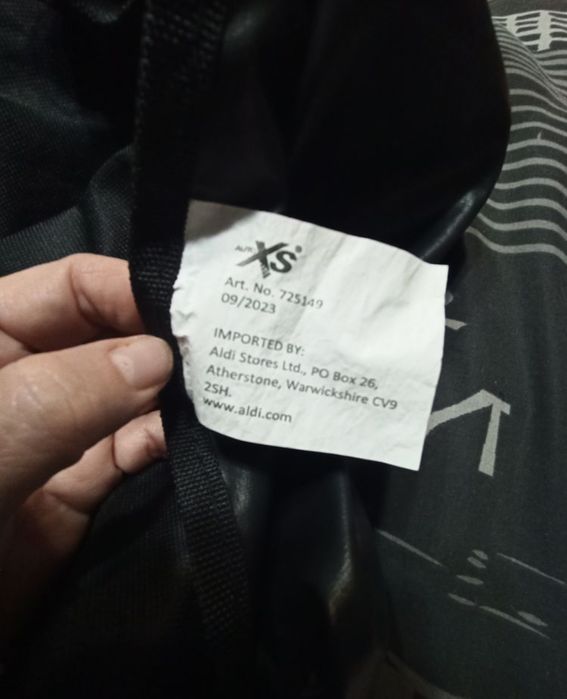 AUTO XS®
Art. No. 725149
09/2023
IMPORTED BY:
Aldi Stores Ltd., PO Box 26,
Atherstone, Warwickshire CV9
2SH.
www.aldi.com